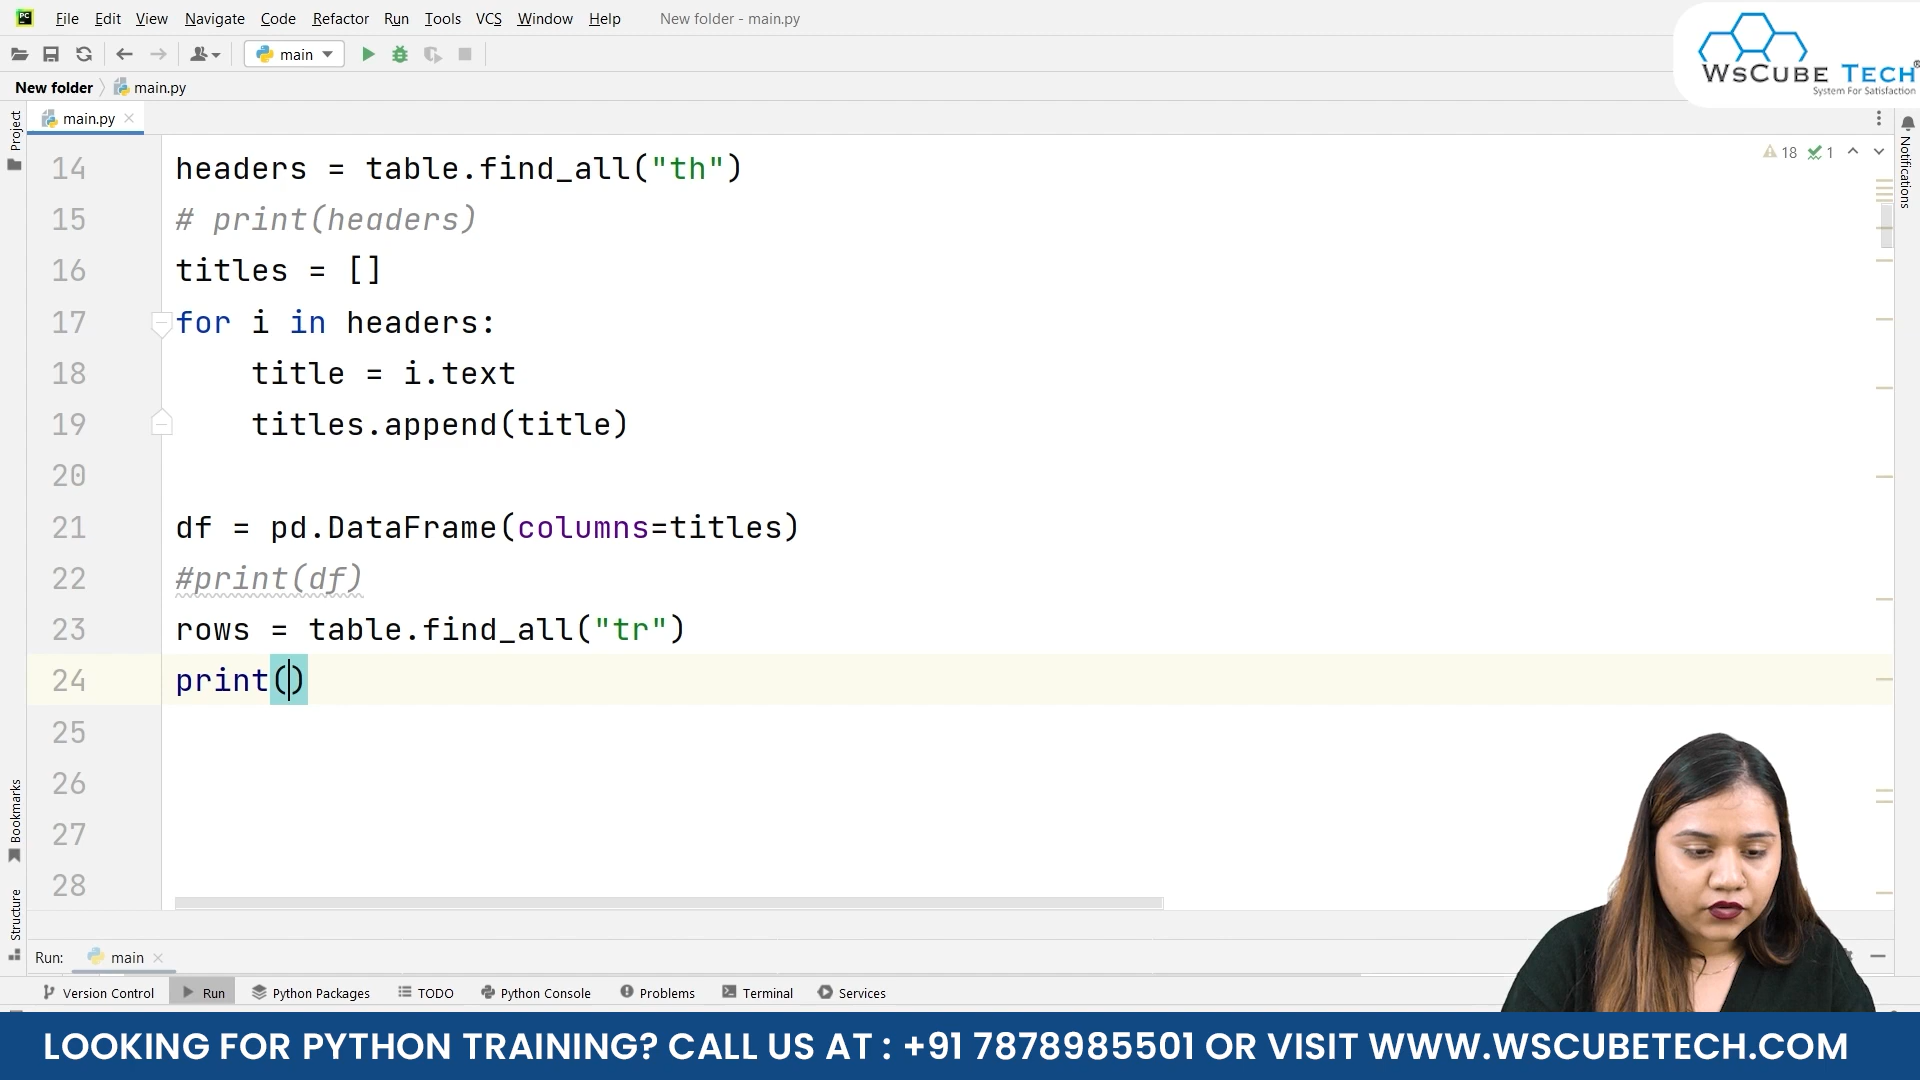 File Edit View Navigate Code Refactor Run Tools VCS Window Help New folder - main.py
WsCube Tech®
System For Satisfaction
main
New folder main.py
main.py
Project
Notifications
18 1
14 headers = table.find_all("th")
15 # print(headers)
16 titles = []
17 for i in headers:
18 title = i.text
19 titles.append(title)
20
21 df = pd.DataFrame(columns=titles)
22 #print(df)
23 rows = table.find_all("tr")
24 print()
25
26
27
28
Bookmarks
Structure
Run: main
Version Control Run Python Packages TODO Python Console Problems Terminal Services
LOOKING FOR PYTHON TRAINING? CALL US AT : +91 7878985501 OR VISIT WWW.WSCUBETECH.COM